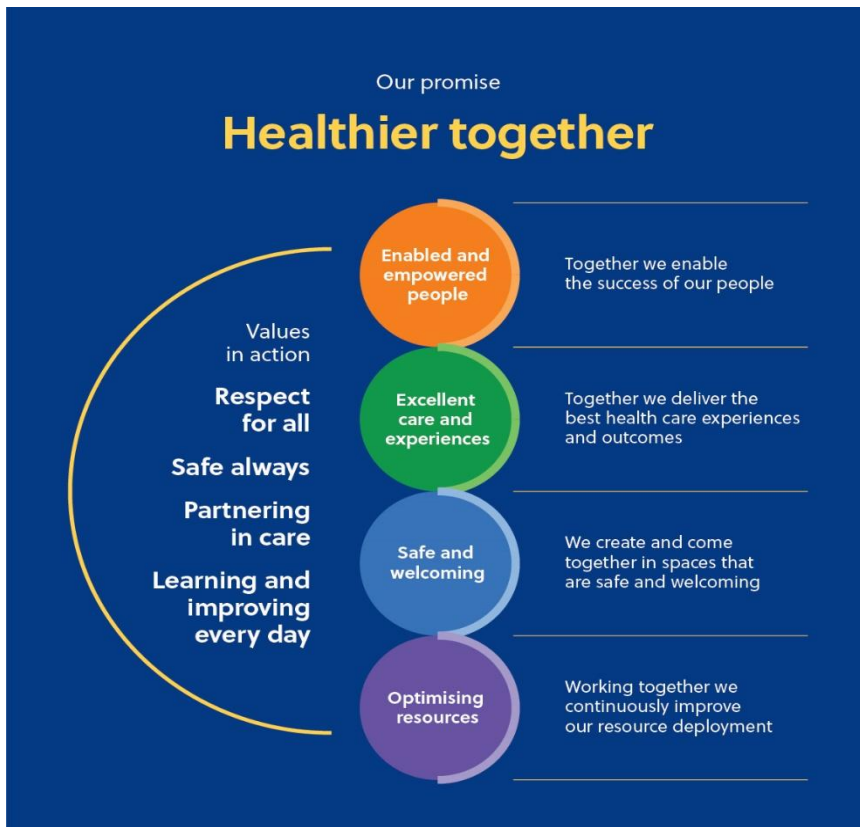 Our promise
Healthier together
Values
in action
Respect
for all
Safe always
Partnering
in care
Learning and
improving
every day
Enabled and
empowered
people
Together we enable
the success of our people
Excellent
care and
experiences
Together we deliver the
best health care experiences
and outcomes
Safe and
welcoming
We create and come
together in spaces that
are safe and welcoming
Optimising
resources
Working together we
continuously improve
our resource deployment